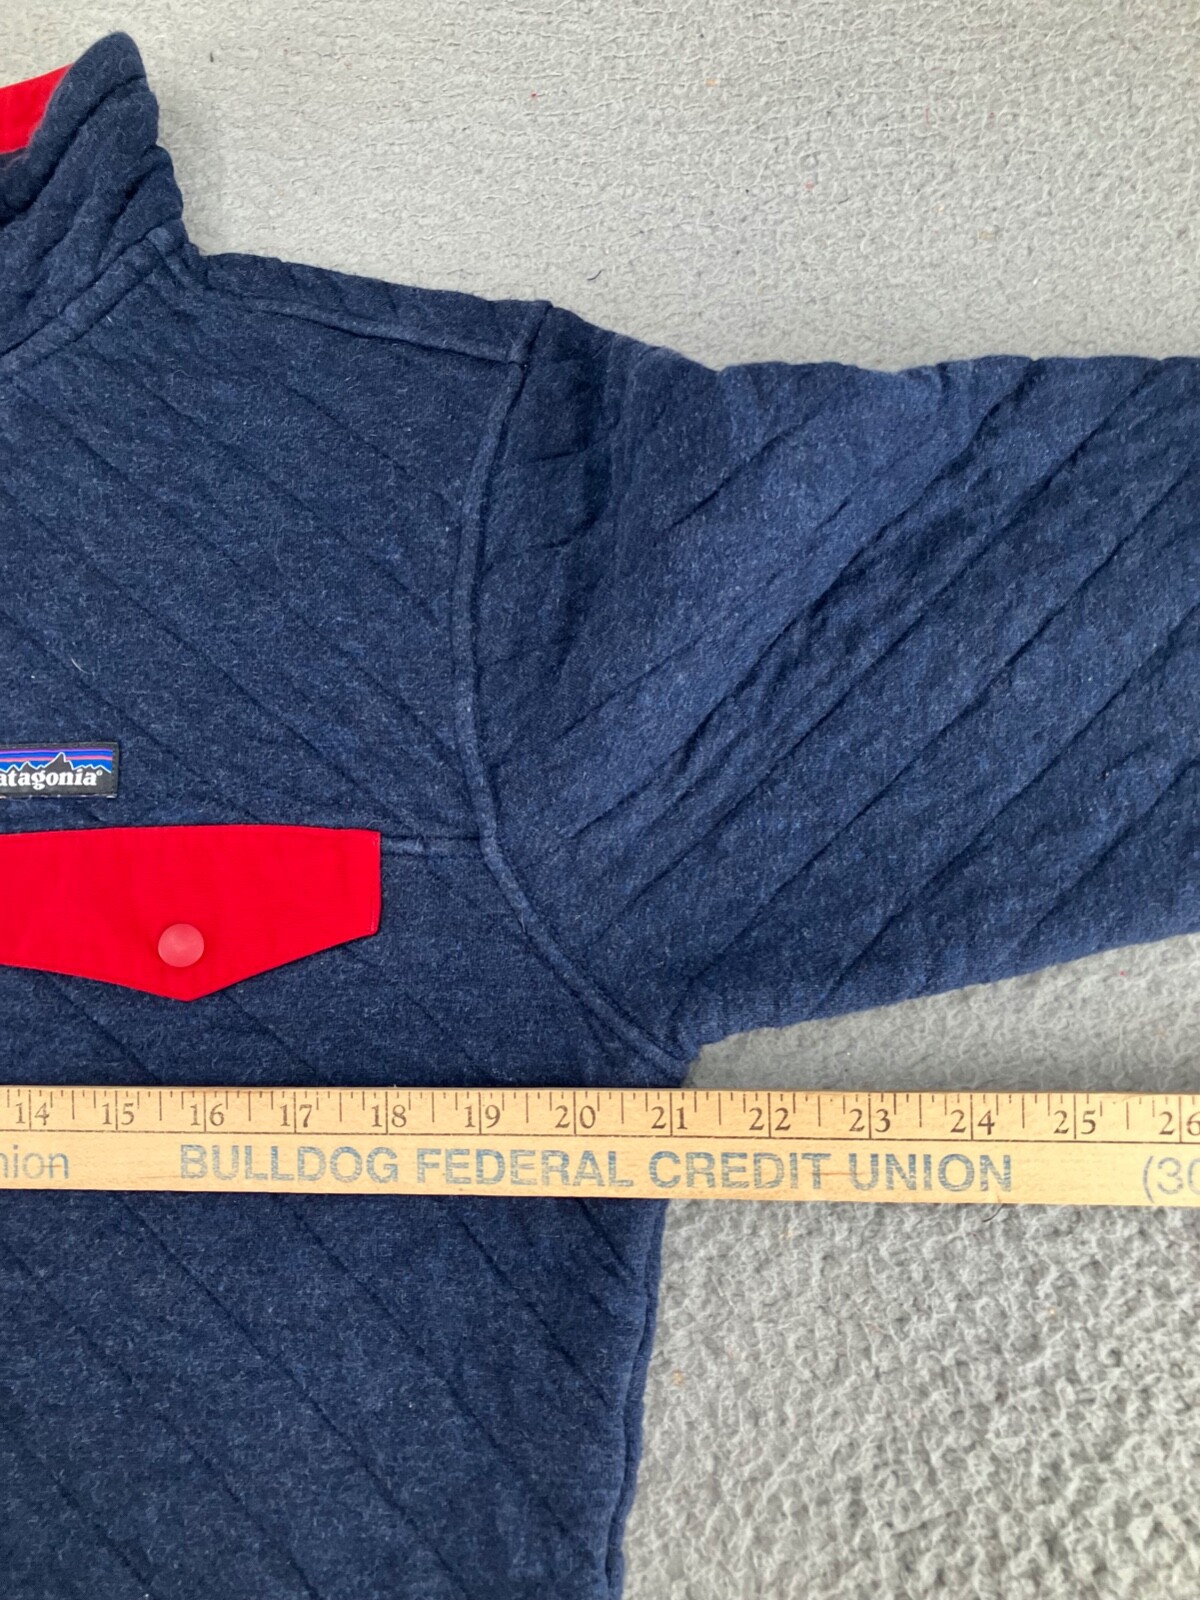 atagonia®
14 15 16 17 18 19 20 21 22 23 24 25 26
nion BULLDOG FEDERAL CREDIT UNION (30